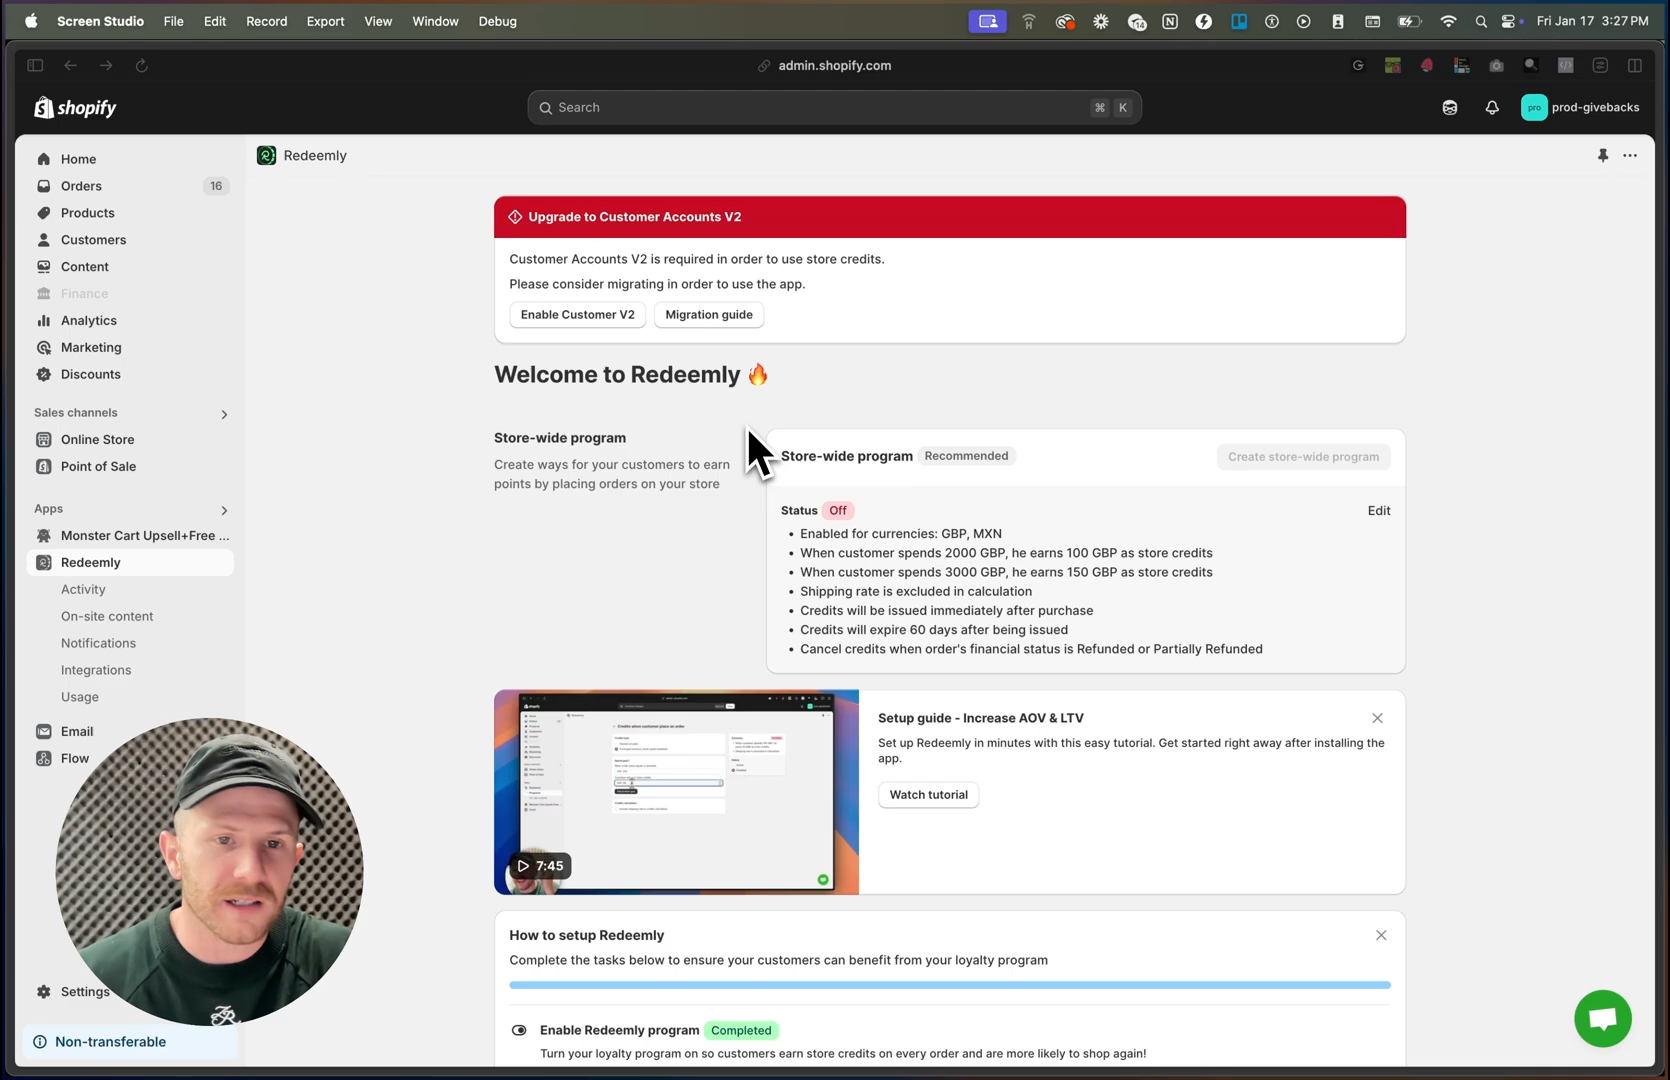 Screen Studio File Edit Record Export View Window Debug
14
Fri Jan 17 3:27 PM
admin.shopify.com
shopify
Search
⌘ K
pro prod-givebacks
Home
Orders 16
Products
Customers
Content
Finance
Analytics
Marketing
Discounts
Sales channels
Online Store
Point of Sale
Apps
Monster Cart Upsell+Free ...
Redeemly
Activity
On-site content
Notifications
Integrations
Usage
Email
Flow
Settings
Non-transferable
Redeemly
Upgrade to Customer Accounts V2
Customer Accounts V2 is required in order to use store credits.
Please consider migrating in order to use the app.
Enable Customer V2 Migration guide
Welcome to Redeemly 🔥
Store-wide program
Create ways for your customers to earn
points by placing orders on your store
Store-wide program Recommended Create store-wide program
Status Off Edit
• Enabled for currencies: GBP, MXN
• When customer spends 2000 GBP, he earns 100 GBP as store credits
• When customer spends 3000 GBP, he earns 150 GBP as store credits
• Shipping rate is excluded in calculation
• Credits will be issued immediately after purchase
• Credits will expire 60 days after being issued
• Cancel credits when order's financial status is Refunded or Partially Refunded
7:45
Setup guide - Increase AOV & LTV
Set up Redeemly in minutes with this easy tutorial. Get started right away after installing the
app.
Watch tutorial
How to setup Redeemly
Complete the tasks below to ensure your customers can benefit from your loyalty program
Enable Redeemly program Completed
Turn your loyalty program on so customers earn store credits on every order and are more likely to shop again!